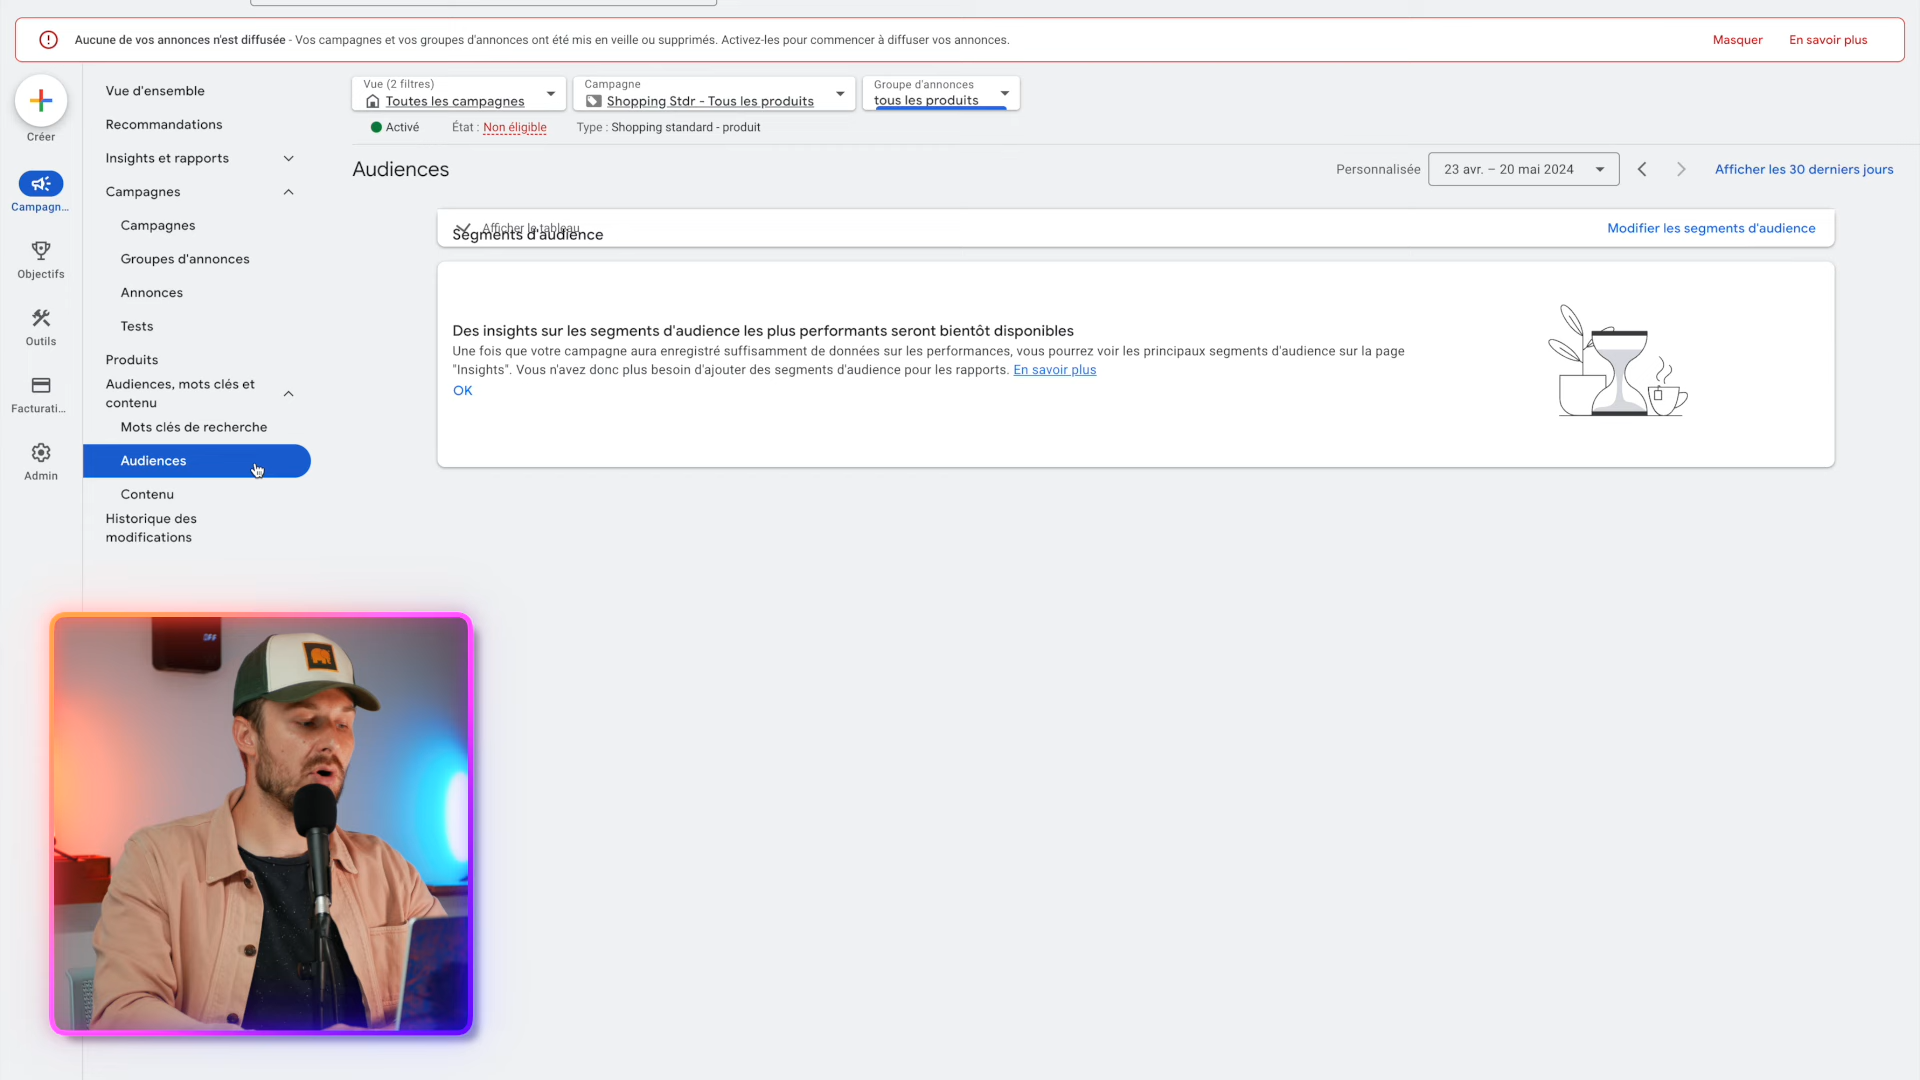 Aucune de vos annonces n'est diffusée - Vos campagnes et vos groupes d'annonces ont été mis en veille ou supprimés. Activez-les pour commencer à diffuser vos annonces.
Masquer
En savoir plus
Créer
Campagn...
Objectifs
Outils
Facturati...
Admin
Vue d'ensemble
Recommandations
Insights et rapports
Campagnes
Campagnes
Groupes d'annonces
Annonces
Tests
Produits
Audiences, mots clés et
contenu
Mots clés de recherche
Audiences
Contenu
Historique des
modifications
Vue (2 filtres)
Toutes les campagnes
Campagne
Shopping Stdr - Tous les produits
Groupe d'annonces
tous les produits
Activé
État : Non éligible
Type : Shopping standard - produit
Audiences
Personnalisée
23 avr. – 20 mai 2024
Afficher les 30 derniers jours
Afficher le tableau
Segments d'audience
Modifier les segments d'audience
Des insights sur les segments d'audience les plus performants seront bientôt disponibles
Une fois que votre campagne aura enregistré suffisamment de données sur les performances, vous pourrez voir les principaux segments d'audience sur la page
"Insights". Vous n'avez donc plus besoin d'ajouter des segments d'audience pour les rapports. En savoir plus
OK
OFF